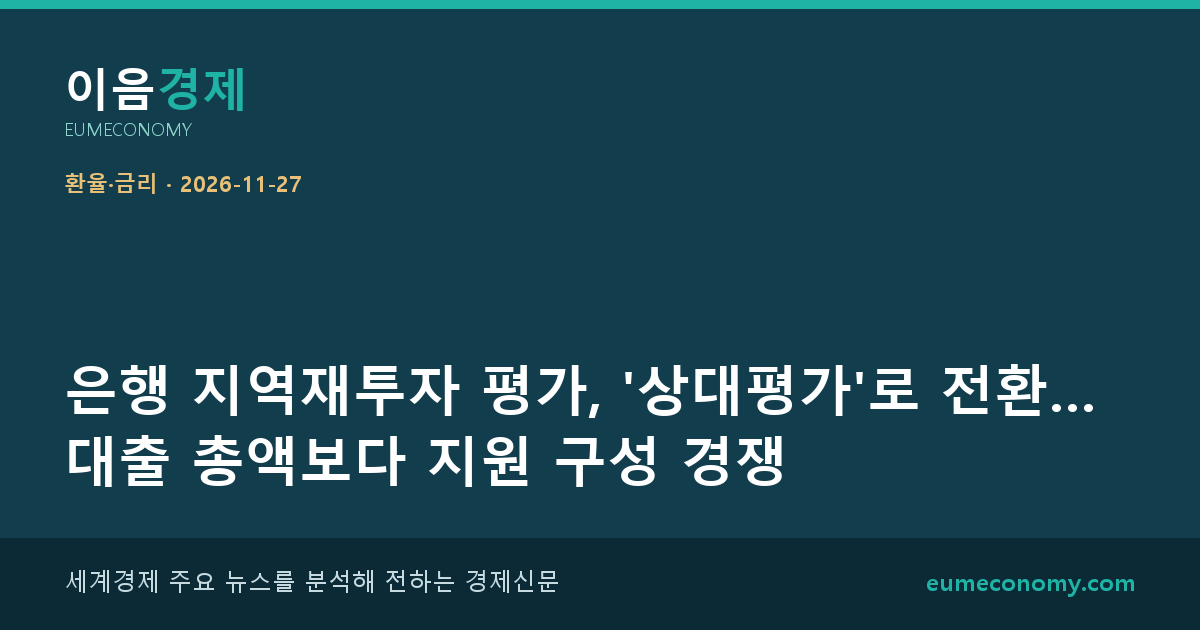 이음경제
EUMECONOMY
환율·금리 · 2026-11-27
은행 지역재투자 평가, '상대평가'로 전환...
대출 총액보다 지원 구성 경쟁
세계경제 주요 뉴스를 분석해 전하는 경제신문
eumeconomy.com